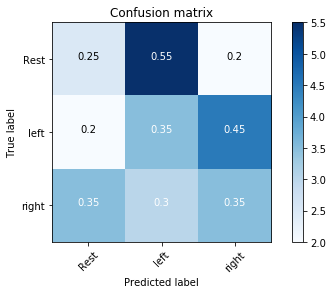 Confusion matrix
True label
Rest 0.25 0.55 0.2
left 0.2 0.35 0.45
right 0.35 0.3 0.35
Rest left right
Predicted label
5.5
5.0
4.5
4.0
3.5
3.0
2.5
2.0